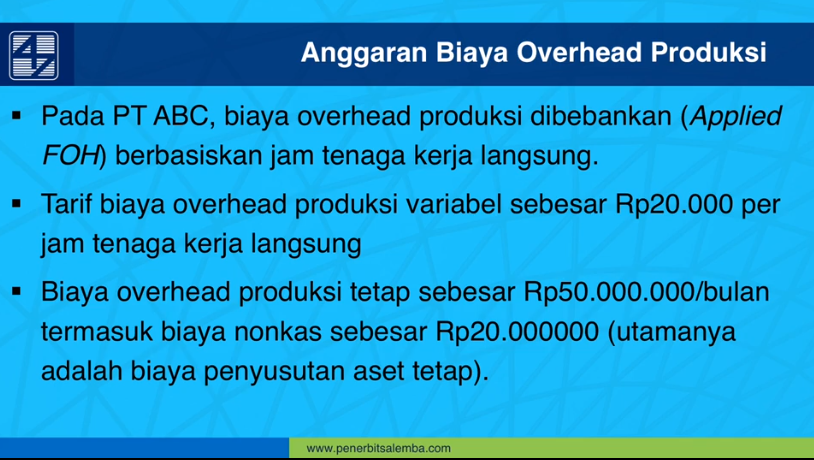 Anggaran Biaya Overhead Produksi
▪ Pada PT ABC, biaya overhead produksi dibebankan (Applied
FOH) berbasiskan jam tenaga kerja langsung.
▪ Tarif biaya overhead produksi variabel sebesar Rp20.000 per
jam tenaga kerja langsung
▪ Biaya overhead produksi tetap sebesar Rp50.000.000/bulan
termasuk biaya nonkas sebesar Rp20.000000 (utamanya
adalah biaya penyusutan aset tetap).
www.penerbitsalemba.com